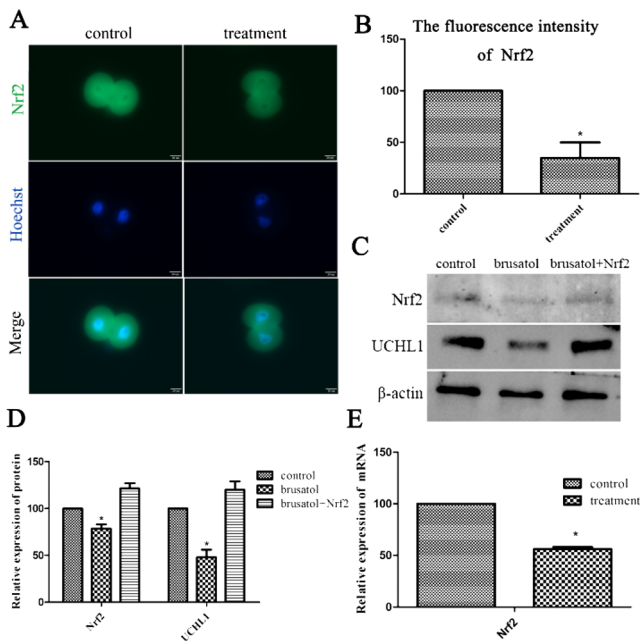 A
control
treatment
Nrf2
Hoechst
Merge
B
The fluorescence intensity
of Nrf2
150
100
50
0
control
treatment
*
C
control brusatol brusatol+Nrf2
Nrf2
UCHL1
β-actin
D
Relative expression of protein
150
100
50
0
*
*
Nrf2
UCHL1
control
brusatol
brusatol+Nrf2
E
Relative expression of mRNA
150
100
50
0
*
Nrf2
control
treatment